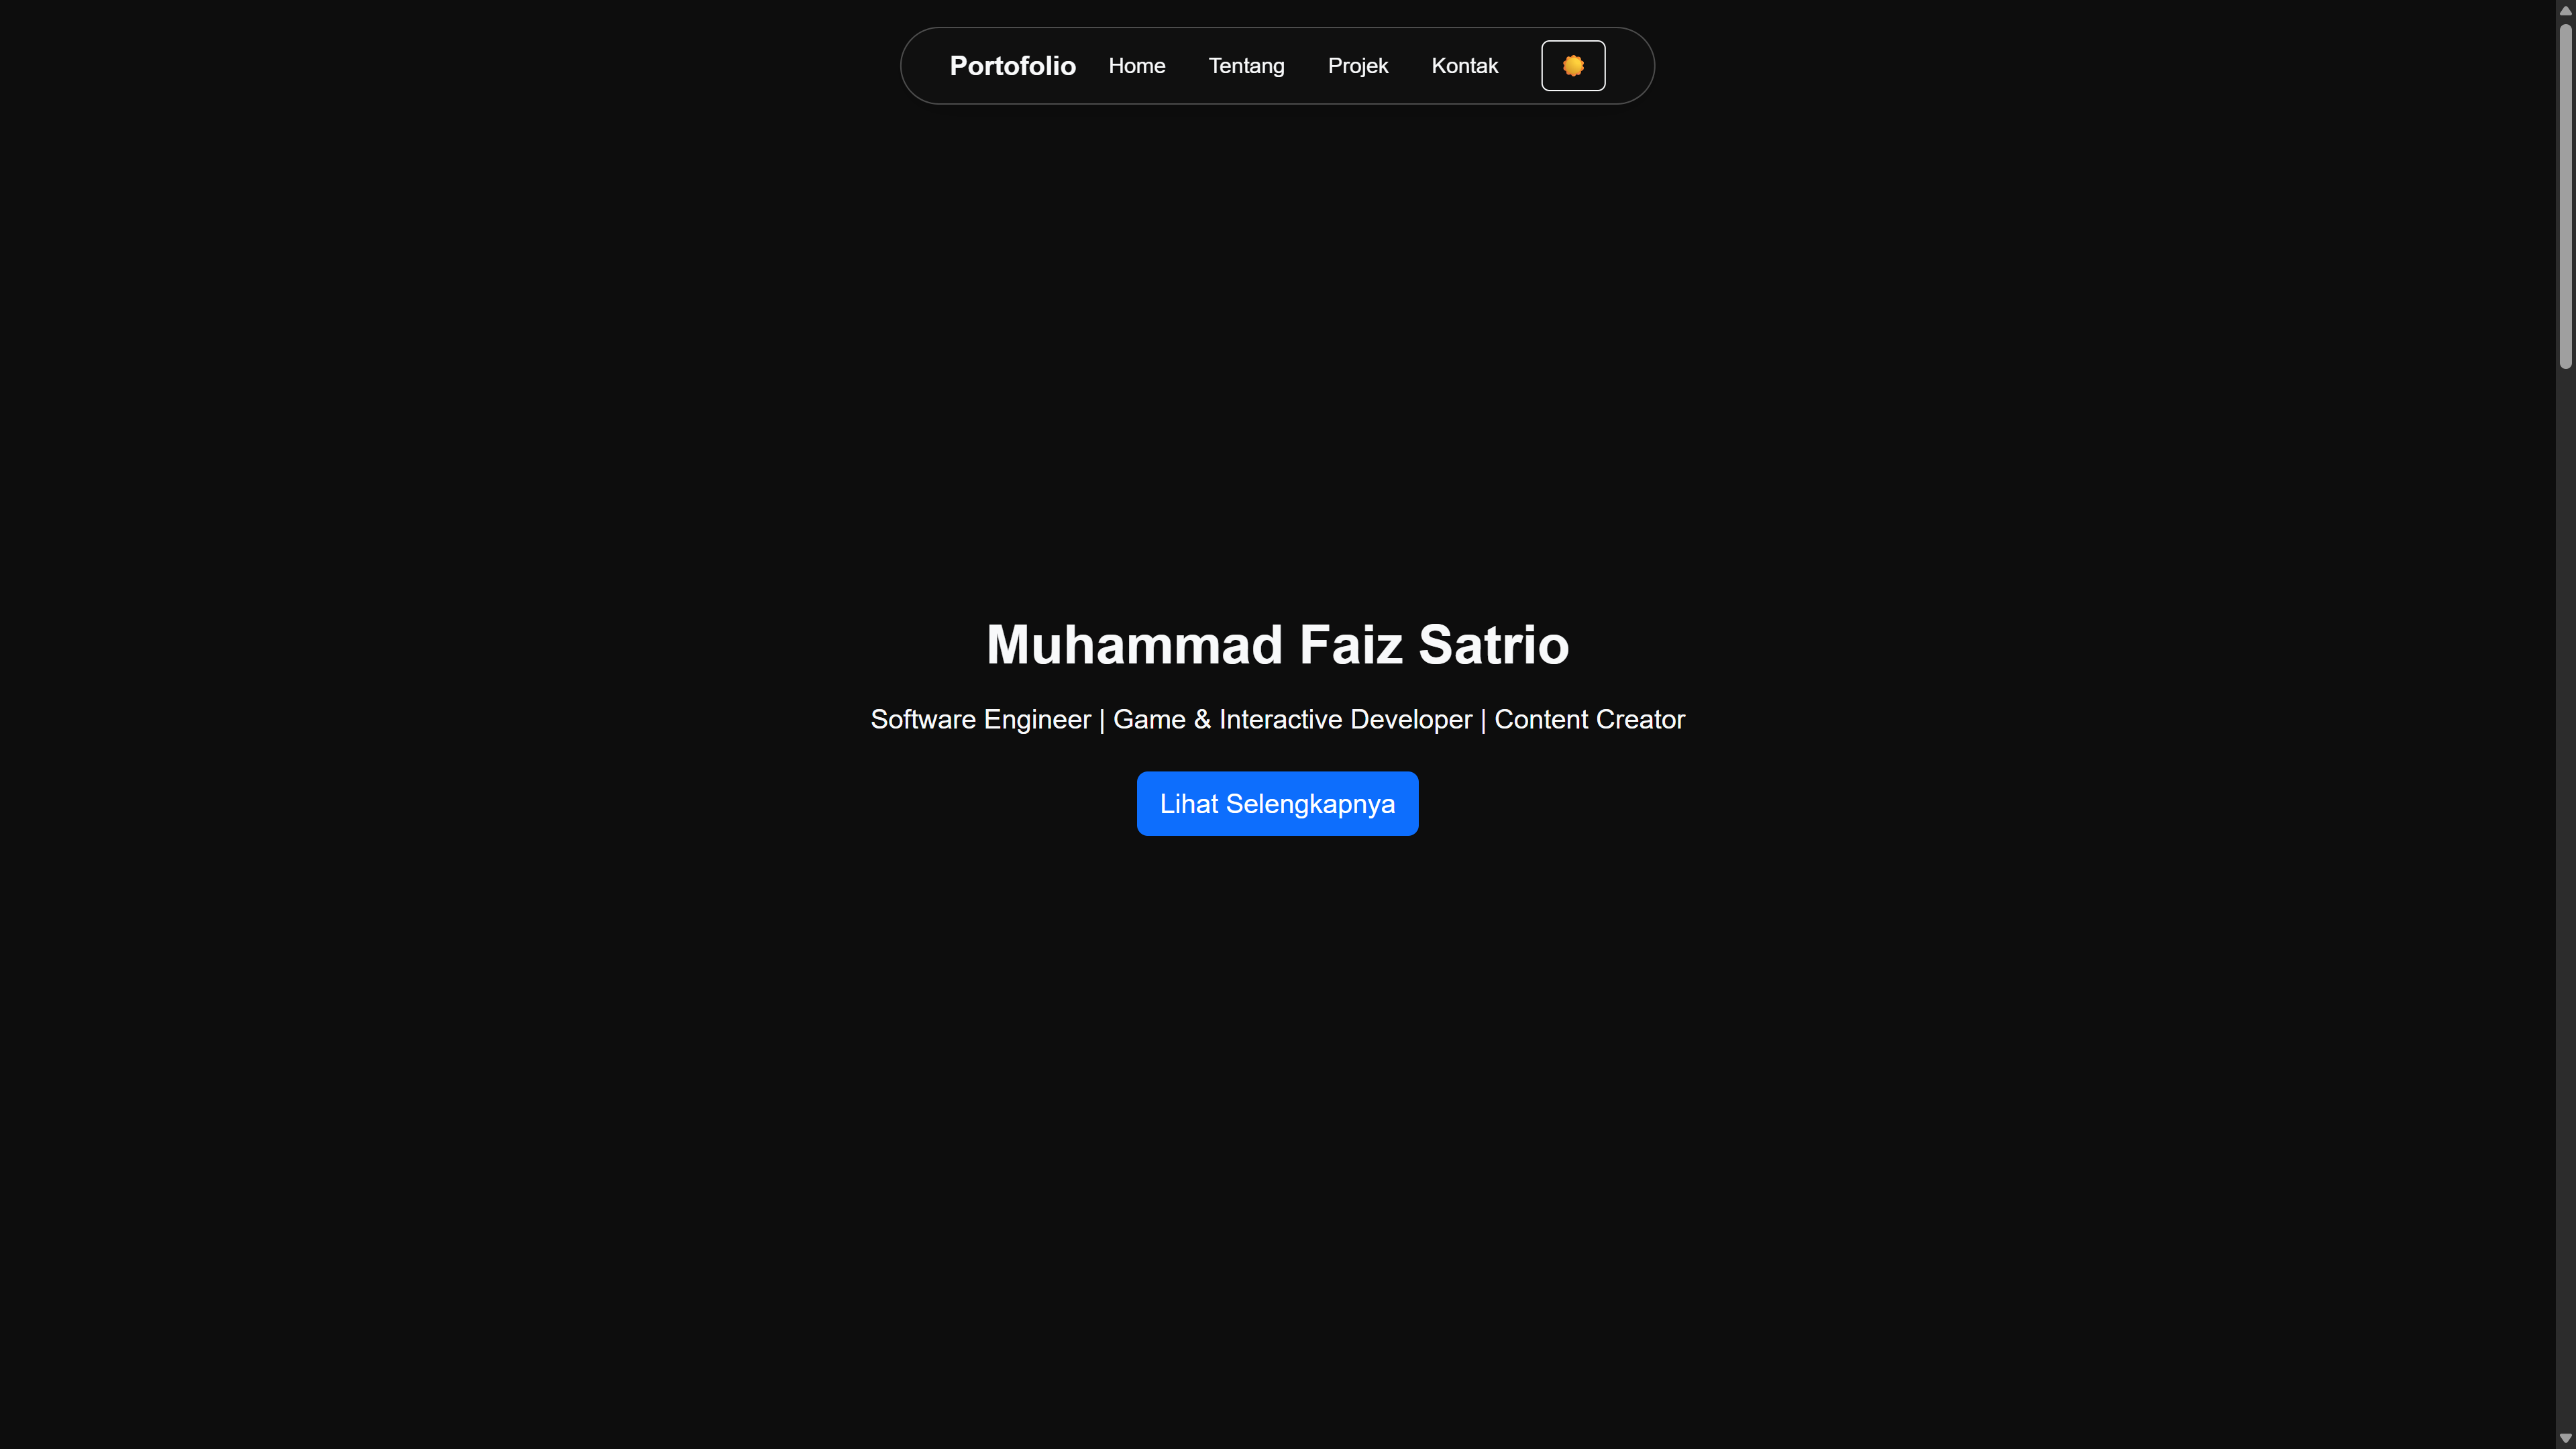 Portofolio Home Tentang Projek Kontak
Muhammad Faiz Satrio
Software Engineer | Game & Interactive Developer | Content Creator
Lihat Selengkapnya